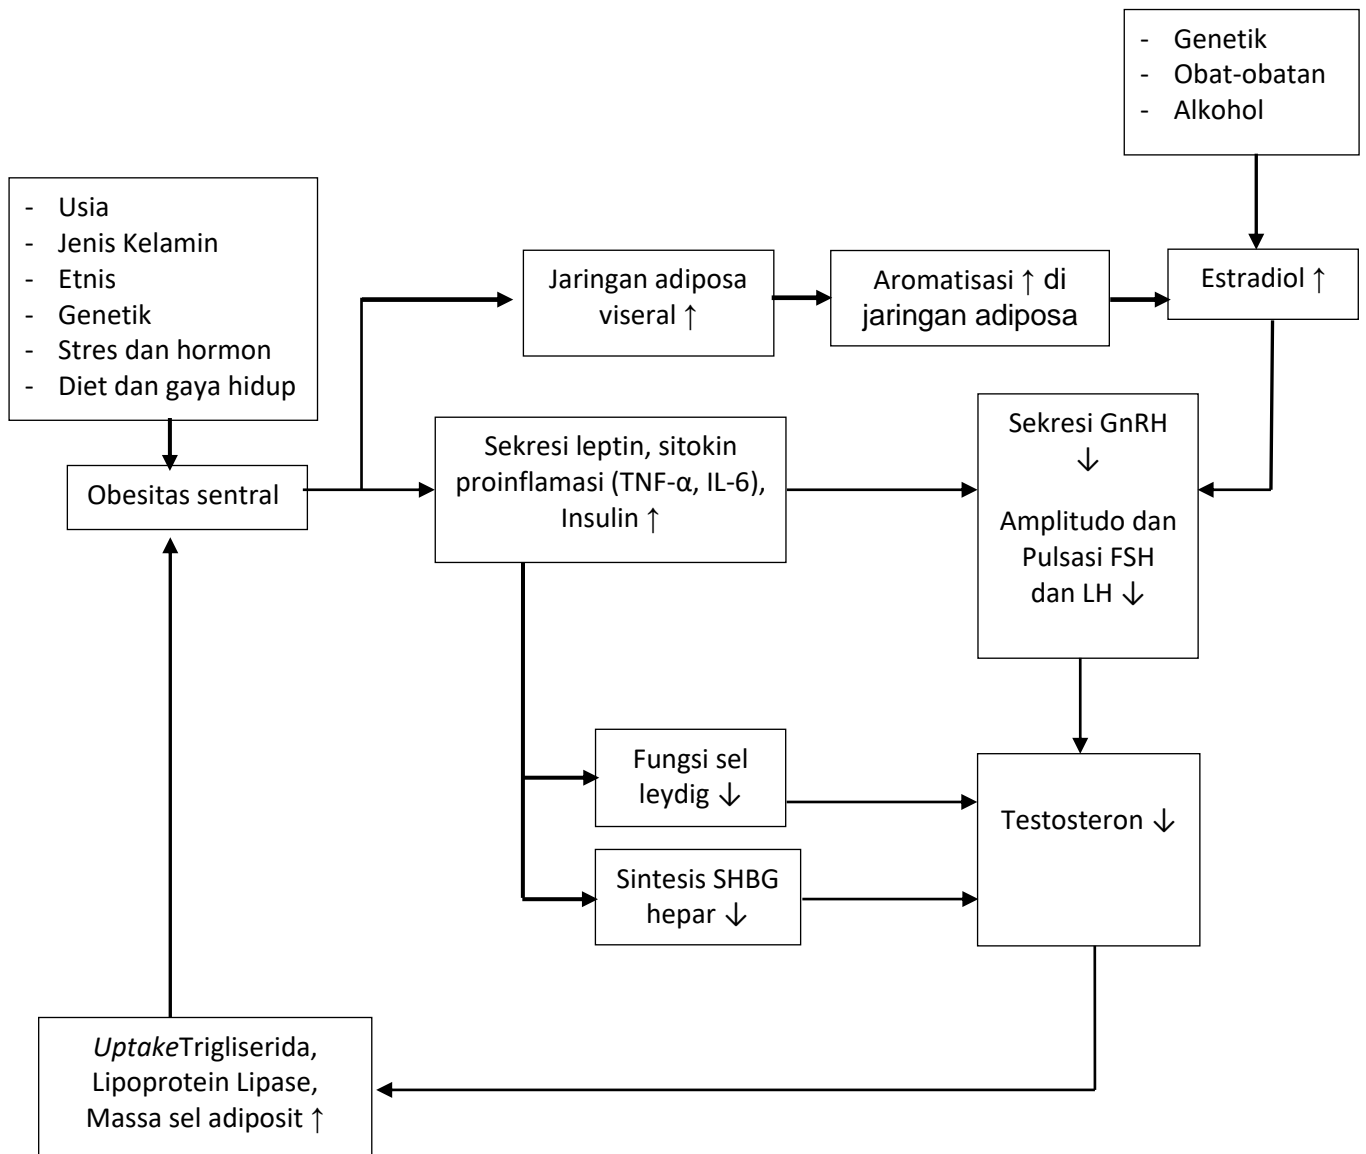 - Genetik
- Obat-obatan
- Alkohol
- Usia
- Jenis Kelamin
- Etnis
- Genetik
- Stres dan hormon
- Diet dan gaya hidup
Jaringan adiposa
viseral ↑
Aromatisasi ↑ di
jaringan adiposa
Estradiol ↑
Obesitas sentral
Sekresi leptin, sitokin
proinflamasi (TNF-α, IL-6),
Insulin ↑
Sekresi GnRH
↓
Amplitudo dan
Pulsasi FSH
dan LH ↓
Fungsi sel
leydig ↓
Sintesis SHBG
hepar ↓
Testosteron ↓
UptakeTrigliserida,
Lipoprotein Lipase,
Massa sel adiposit ↑